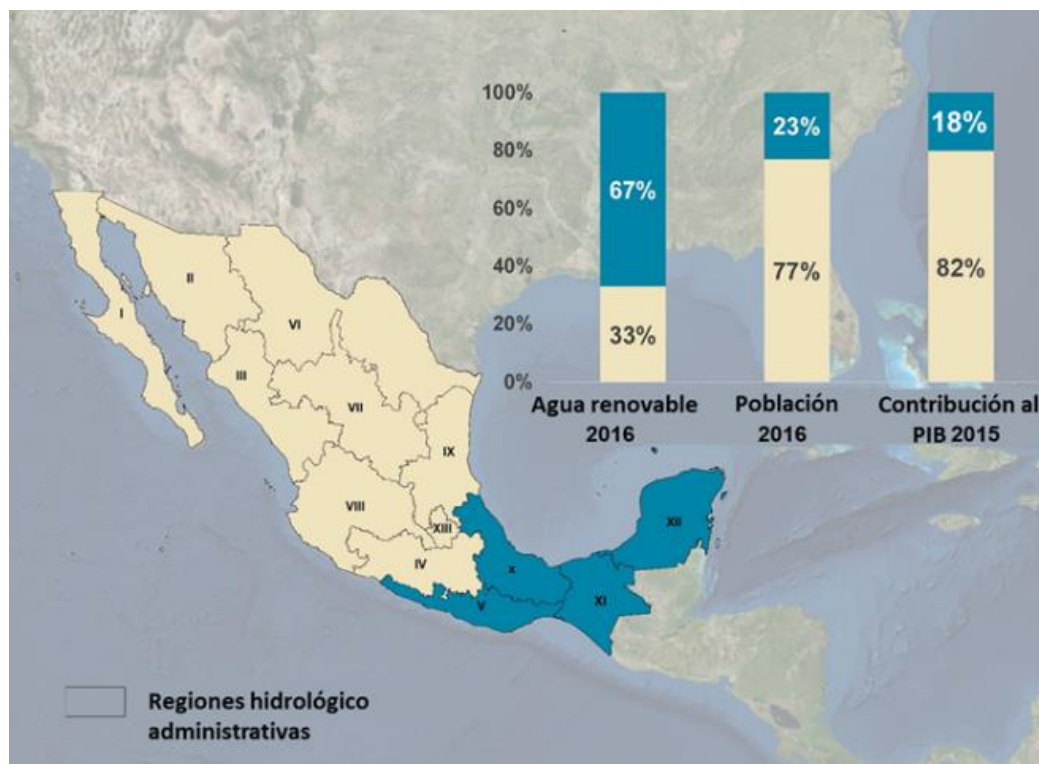 100%
80%
60%
40%
20%
0%
67%
33%
23%
77%
18%
82%
Agua renovable
2016
Población
2016
Contribución al
PIB 2015
I
II
III
VI
VII
IX
VIII
XIII
IV
X
V
XI
XII
Regiones hidrológico
administrativas